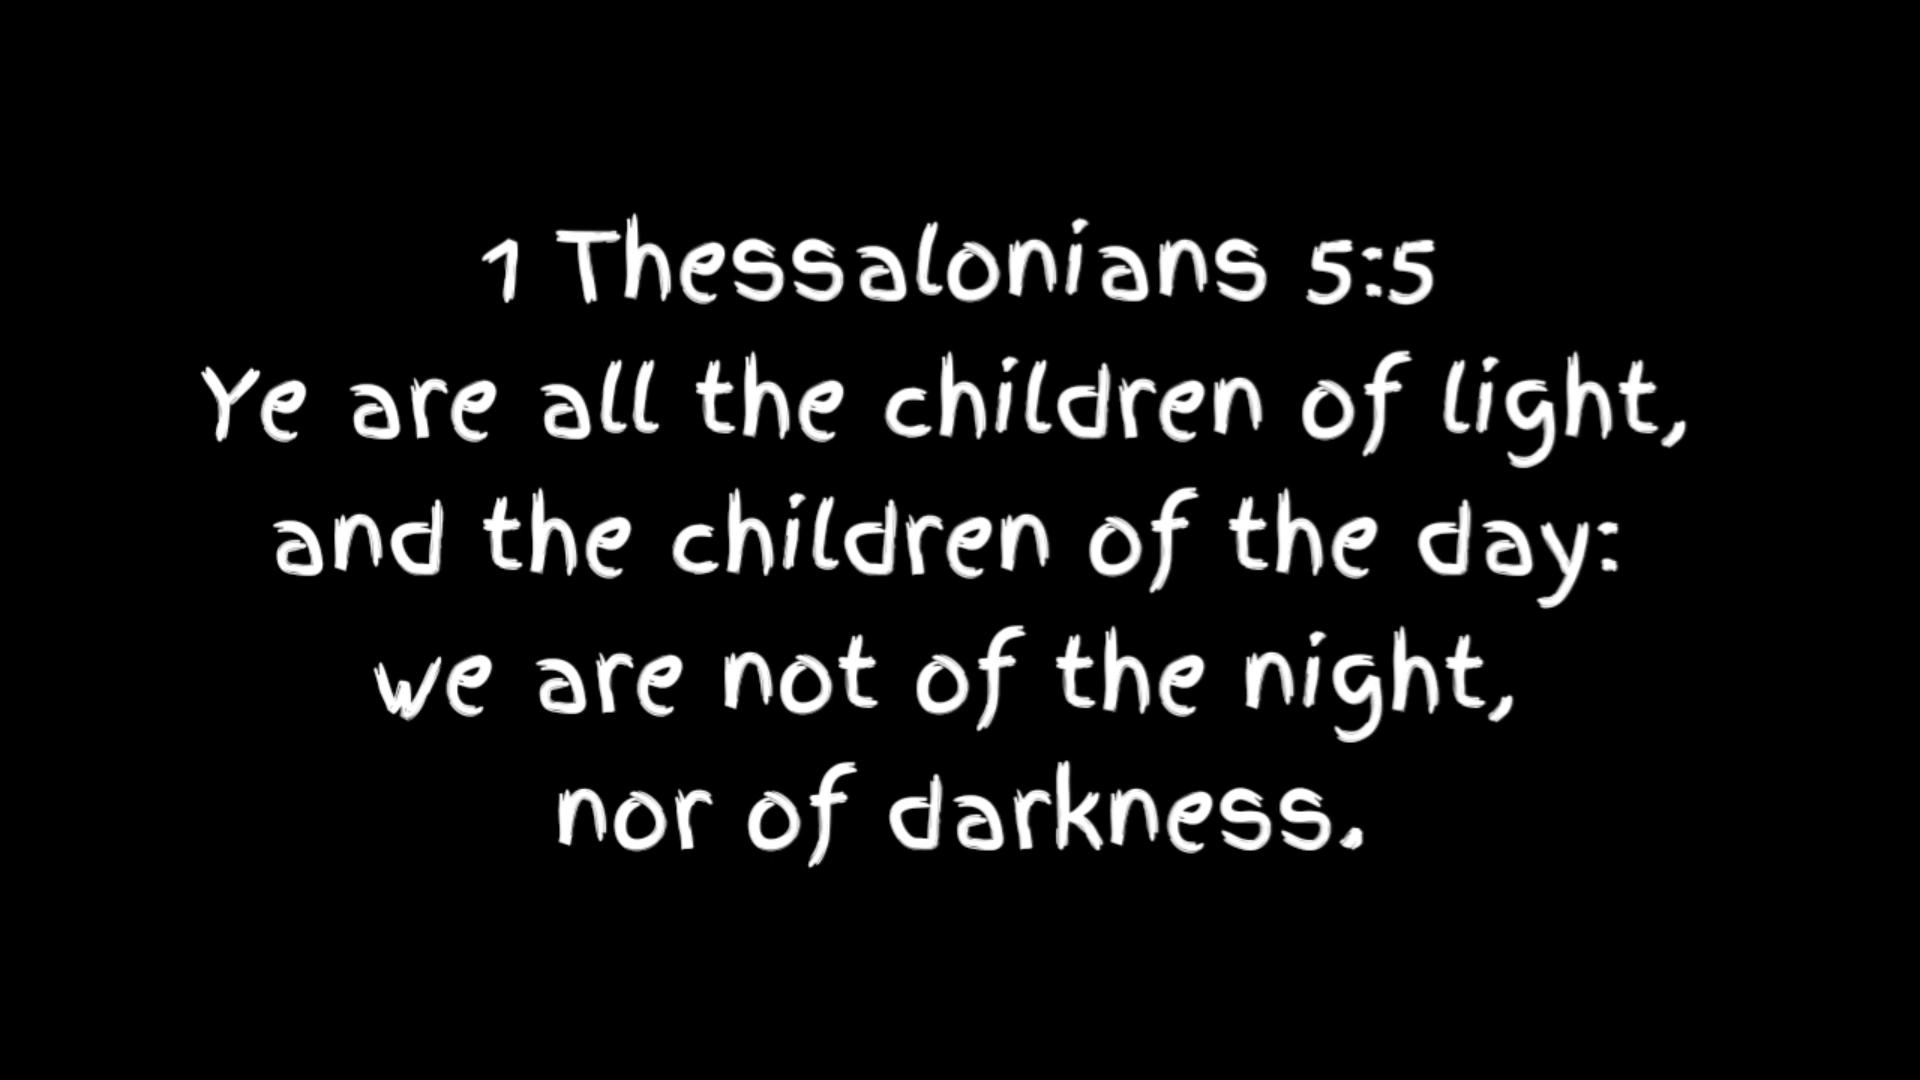 1 Thessalonians 5:5
Ye are all the children of light,
and the children of the day:
we are not of the night,
nor of darkness.